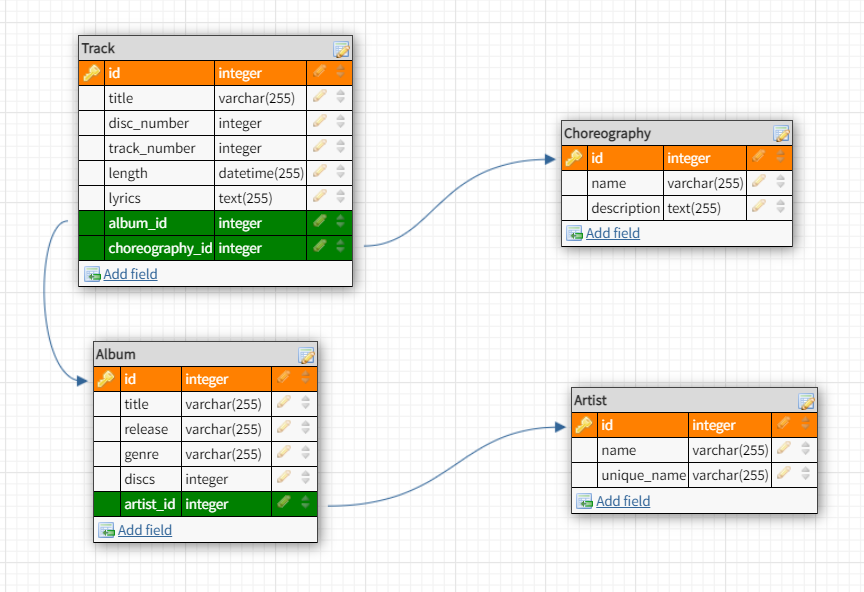 Track
id integer
title varchar(255)
disc_number integer
track_number integer
length datetime(255)
lyrics text(255)
album_id integer
choreography_id integer
Add field
Choreography
id integer
name varchar(255)
description text(255)
Add field
Album
id integer
title varchar(255)
release varchar(255)
genre varchar(255)
discs integer
artist_id integer
Add field
Artist
id integer
name varchar(255)
unique_name varchar(255)
Add field